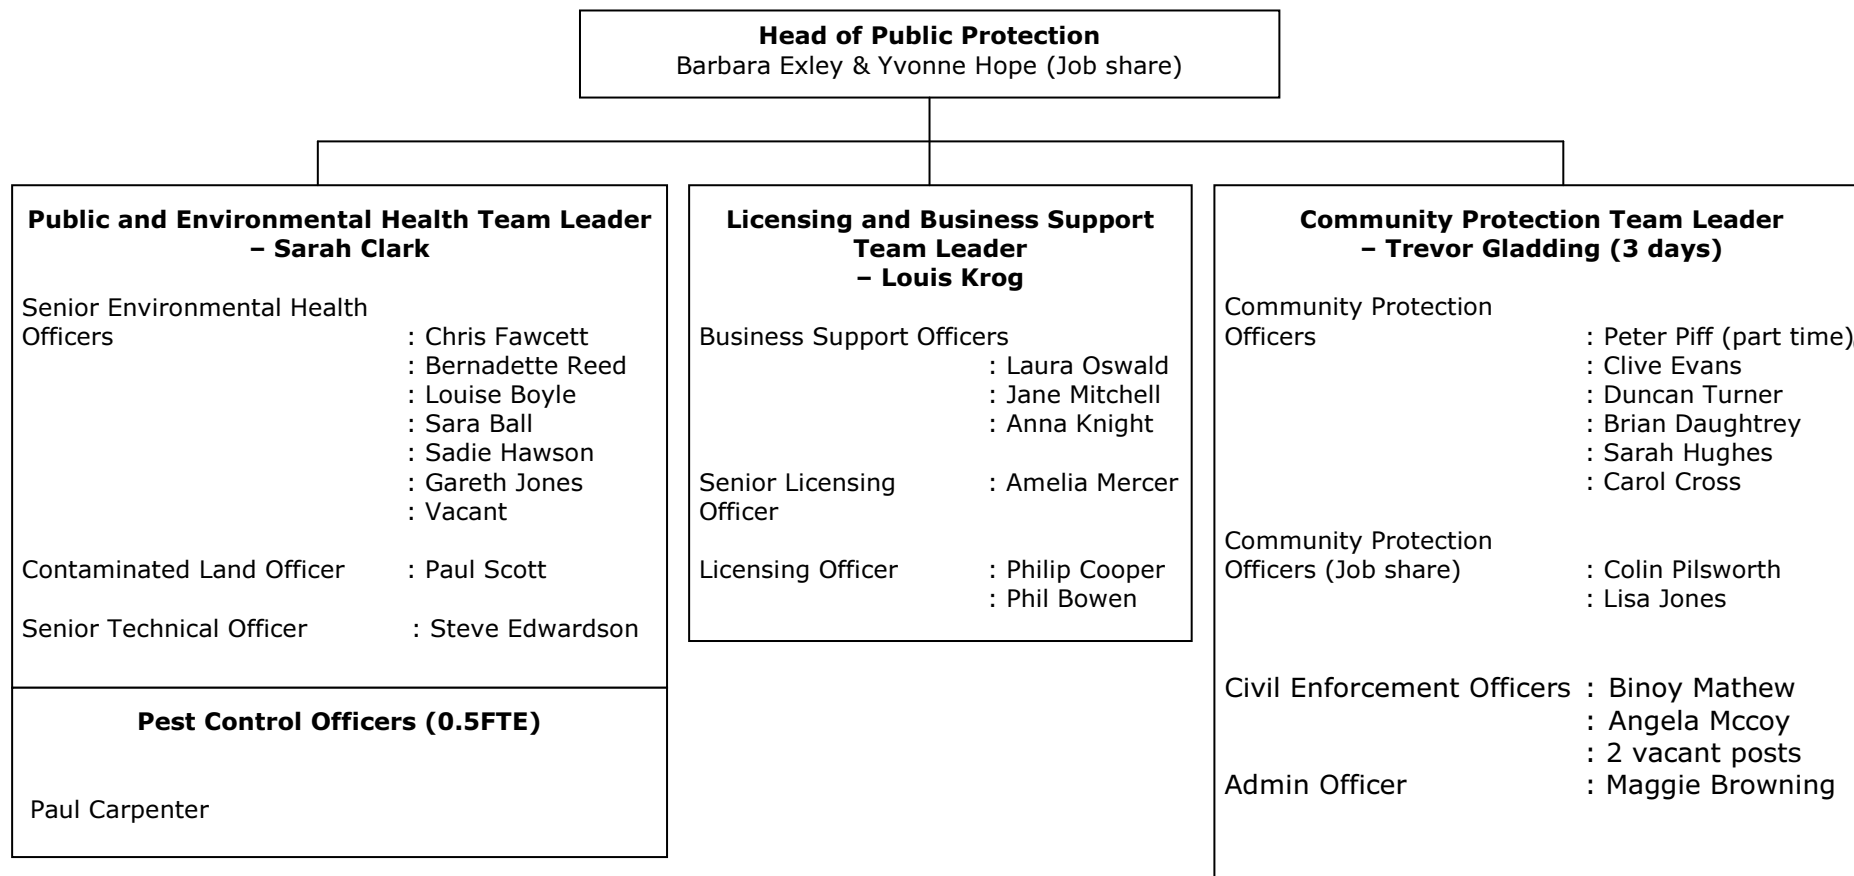 Head of Public Protection
Barbara Exley & Yvonne Hope (Job share)
Public and Environmental Health Team Leader
– Sarah Clark
Senior Environmental Health
Officers : Chris Fawcett
: Bernadette Reed
: Louise Boyle
: Sara Ball
: Sadie Hawson
: Gareth Jones
: Vacant
Contaminated Land Officer : Paul Scott
Senior Technical Officer : Steve Edwardson
Pest Control Officers (0.5FTE)
Paul Carpenter
Licensing and Business Support
Team Leader
– Louis Krog
Business Support Officers
: Laura Oswald
: Jane Mitchell
: Anna Knight
Senior Licensing : Amelia Mercer
Officer
Licensing Officer : Philip Cooper
: Phil Bowen
Community Protection Team Leader
– Trevor Gladding (3 days)
Community Protection
Officers : Peter Piff (part time)
: Clive Evans
: Duncan Turner
: Brian Daughtrey
: Sarah Hughes
: Carol Cross
Community Protection
Officers (Job share) : Colin Pilsworth
: Lisa Jones
Civil Enforcement Officers : Binoy Mathew
: Angela Mccoy
: 2 vacant posts
Admin Officer : Maggie Browning